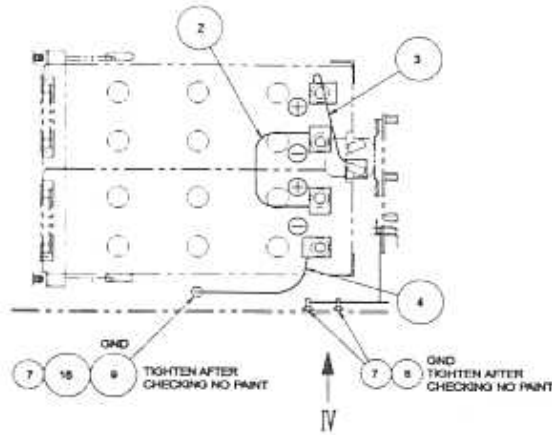 2
3
+
−
+
−
4
GND
7 16 9 TIGHTEN AFTER
CHECKING NO PAINT
7 8 GND
TIGHTEN AFTER
CHECKING NO PAINT
IV